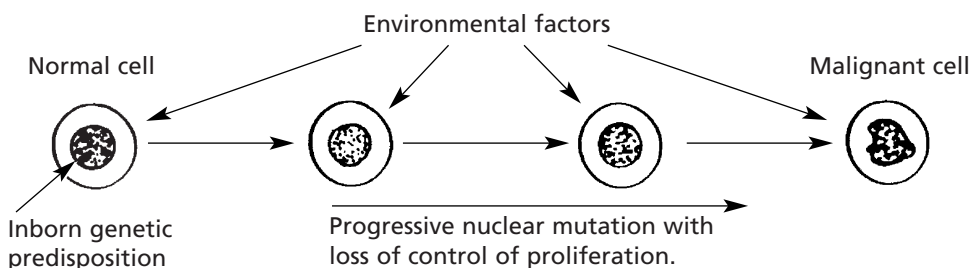 Environmental factors
Normal cell
Malignant cell
Inborn genetic
predisposition
Progressive nuclear mutation with
loss of control of proliferation.